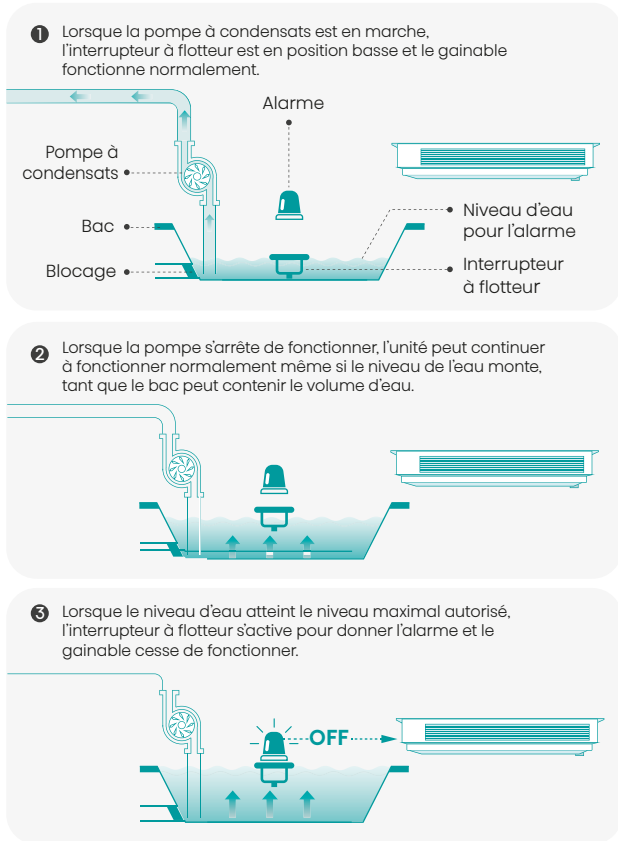 1 Lorsque la pompe à condensats est en marche,
l'interrupteur à flotteur est en position basse et le gainable
fonctionne normalement.
Alarme
Pompe à
condensats
Bac
Blocage
Niveau d'eau
pour l'alarme
Interrupteur
à flotteur
2 Lorsque la pompe s'arrête de fonctionner, l'unité peut continuer
à fonctionner normalement même si le niveau de l'eau monte,
tant que le bac peut contenir le volume d'eau.
3 Lorsque le niveau d'eau atteint le niveau maximal autorisé,
l'interrupteur à flotteur s'active pour donner l'alarme et le
gainable cesse de fonctionner.
OFF